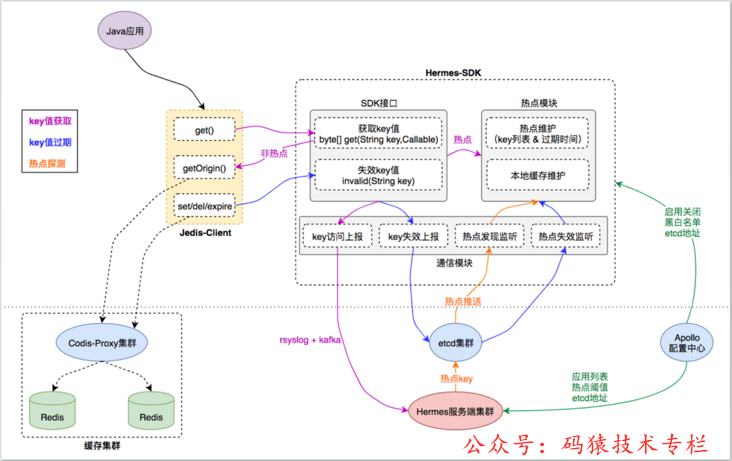 Java应用
Hermes-SDK
key值获取
key值过期
热点探测
get()
getOrigin()
set/del/expire
Jedis-Client
非热点
SDK接口
获取key值
byte[] get(String key,Callable)
失效key值
invalid(String key)
热点
热点模块
热点维护
（key列表 & 过期时间）
本地缓存维护
key访问上报
key失效上报
热点发现监听
热点失效监听
通信模块
启用关闭
黑白名单
etcd地址
热点推送
rsyslog + kafka
Codis-Proxy集群
Redis
Redis
缓存集群
etcd集群
热点key
Hermes服务端集群
Apollo
配置中心
应用列表
热点阈值
etcd地址
公众号：码猿技术专栏